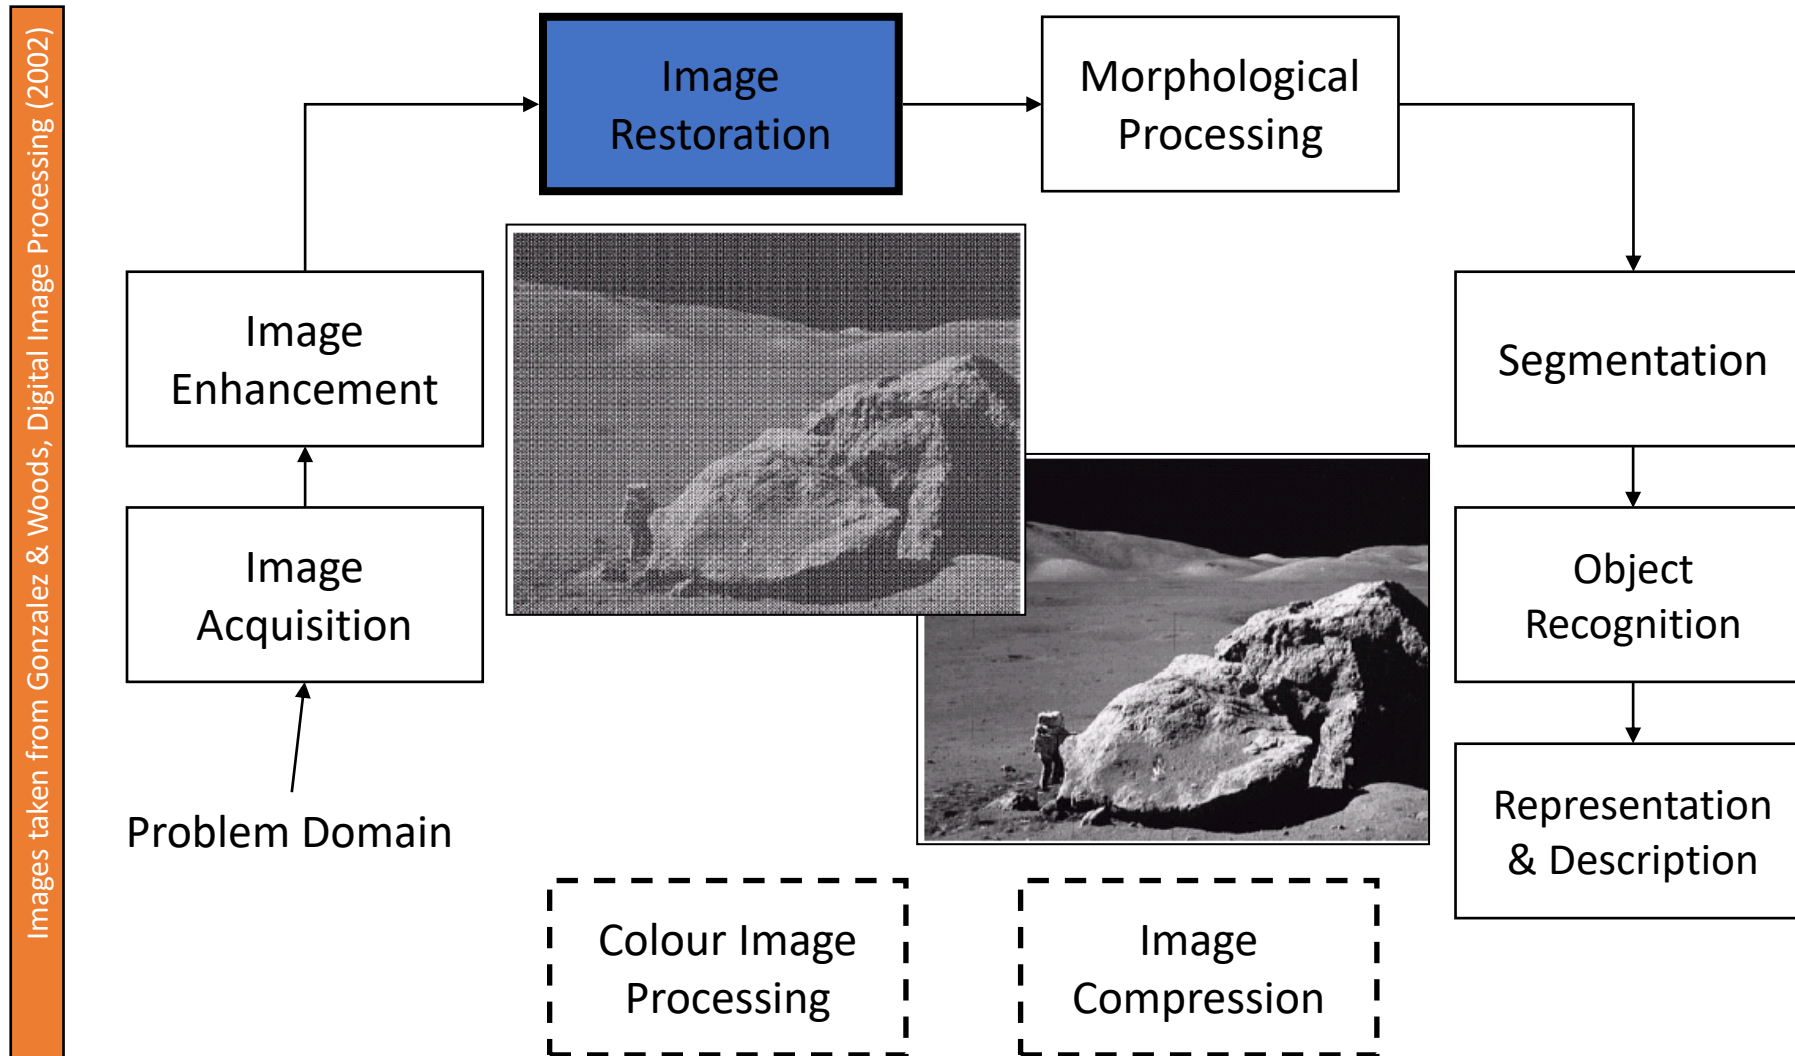 Images taken from Gonzalez & Woods, Digital Image Processing (2002)
Image
Restoration
Morphological
Processing
Image
Enhancement
Segmentation
Image
Acquisition
Object
Recognition
Problem Domain
Representation
& Description
Colour Image
Processing
Image
Compression